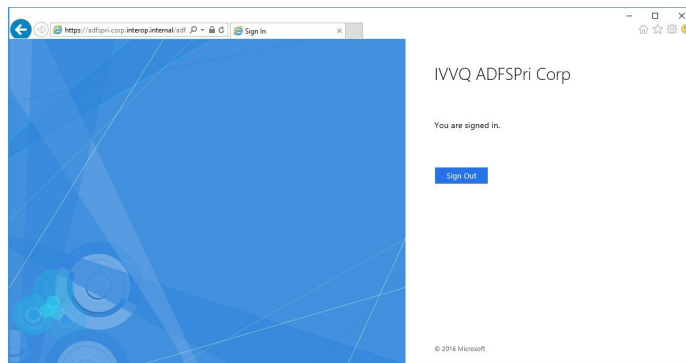 https://adfspri.corp.interop.internal/adf
Sign In
IVVQ ADFSPri Corp
You are signed in.
Sign Out
© 2016 Microsoft